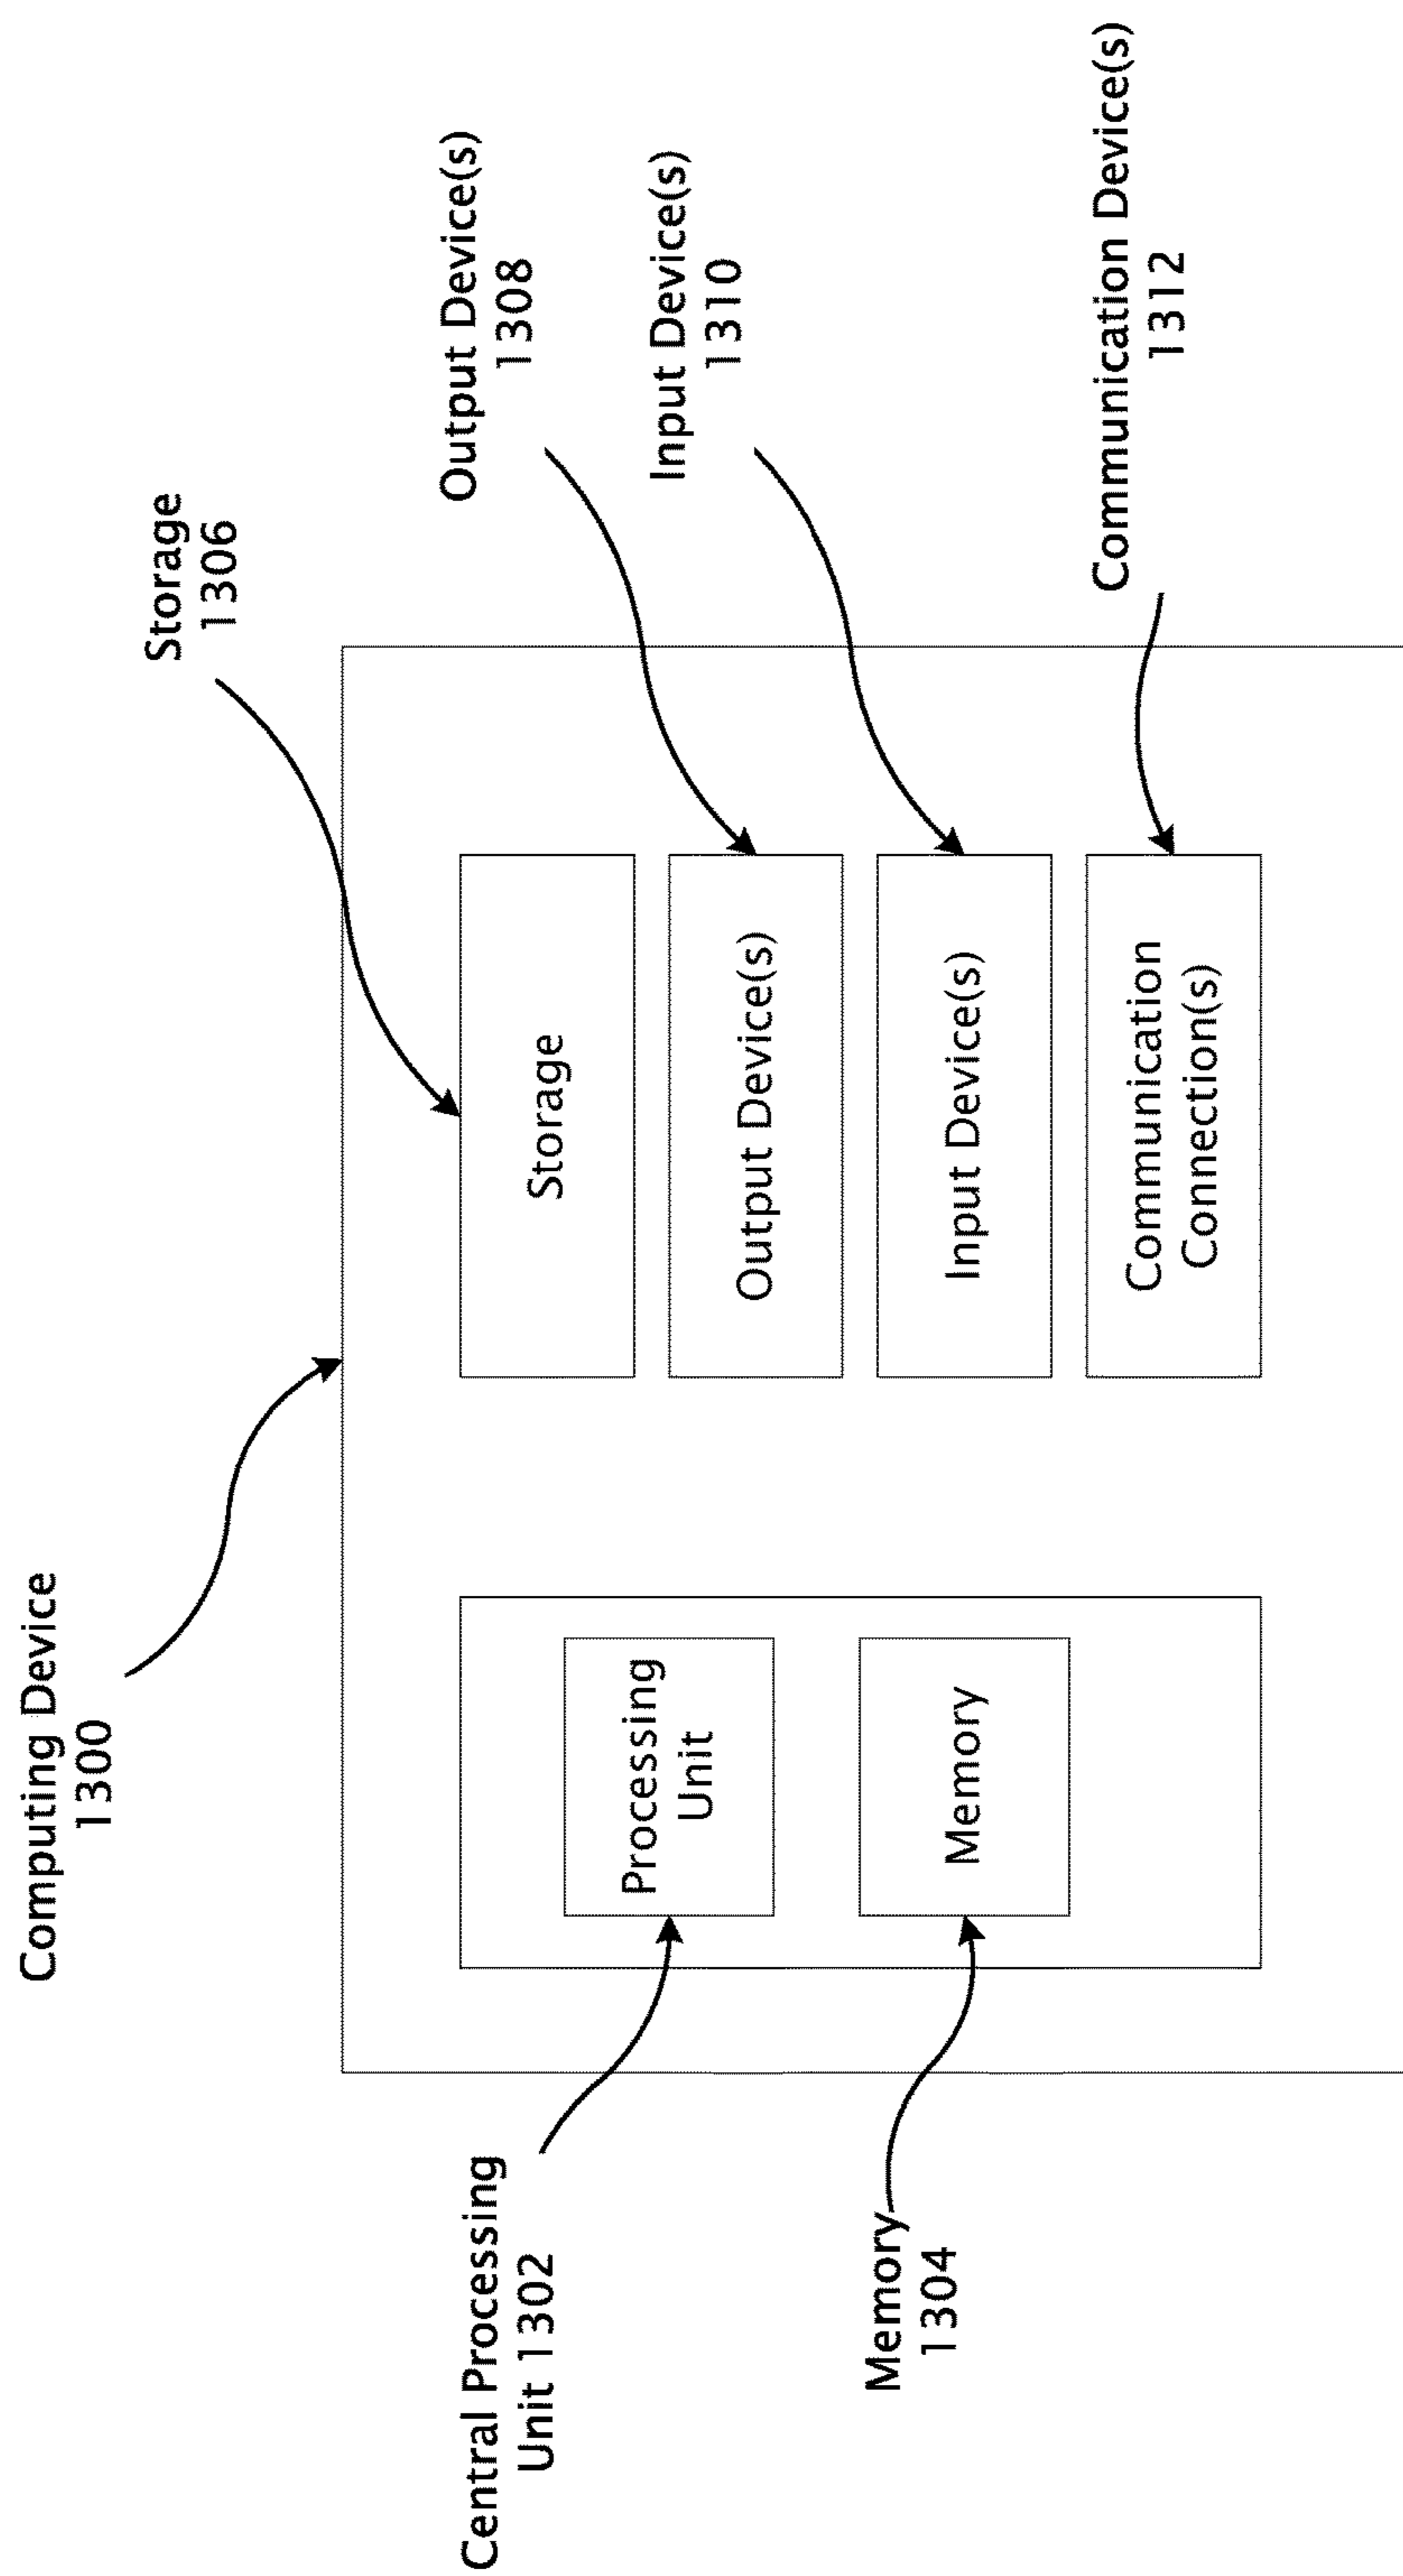 Computing Device
1300
Storage
1306
Output Device(s)
1308
Input Device(s)
1310
Communication Device(s)
1312
Central Processing
Unit 1302
Memory
1304
Processing
Unit
Memory
Storage
Output Device(s)
Input Device(s)
Communication
Connection(s)